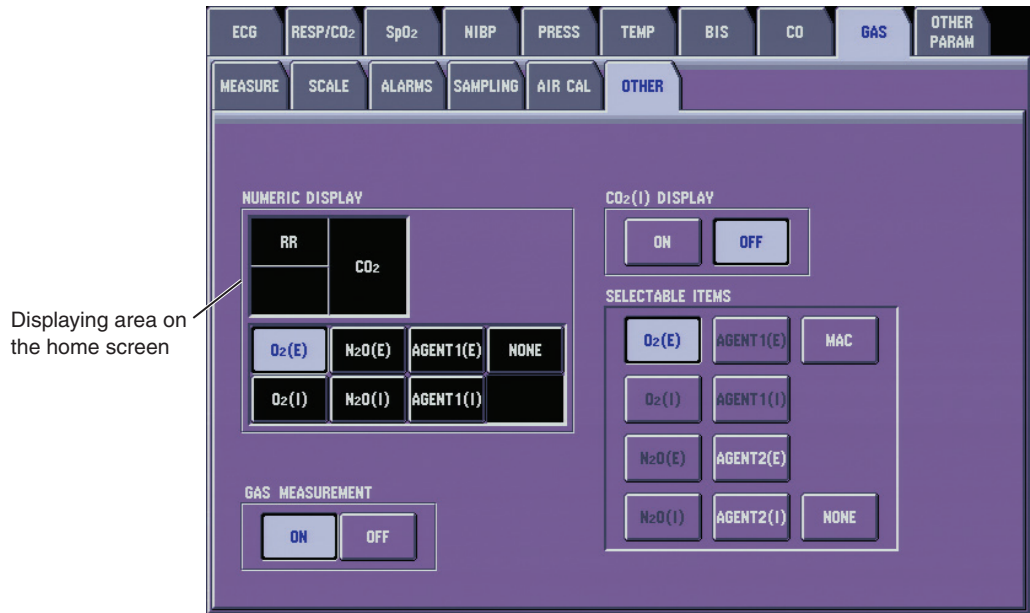 ECG RESP/CO₂ SpO₂ NIBP PRESS TEMP BIS CO GAS OTHER PARAM
MEASURE SCALE ALARMS SAMPLING AIR CAL OTHER
NUMERIC DISPLAY
RR
CO₂
O₂(E) N₂O(E) AGENT1(E) NONE
O₂(I) N₂O(I) AGENT1(I)
Displaying area on
the home screen
GAS MEASUREMENT
ON OFF
CO₂(I) DISPLAY
ON OFF
SELECTABLE ITEMS
O₂(E) AGENT1(E) MAC
O₂(I) AGENT1(I)
N₂O(E) AGENT2(E)
N₂O(I) AGENT2(I) NONE